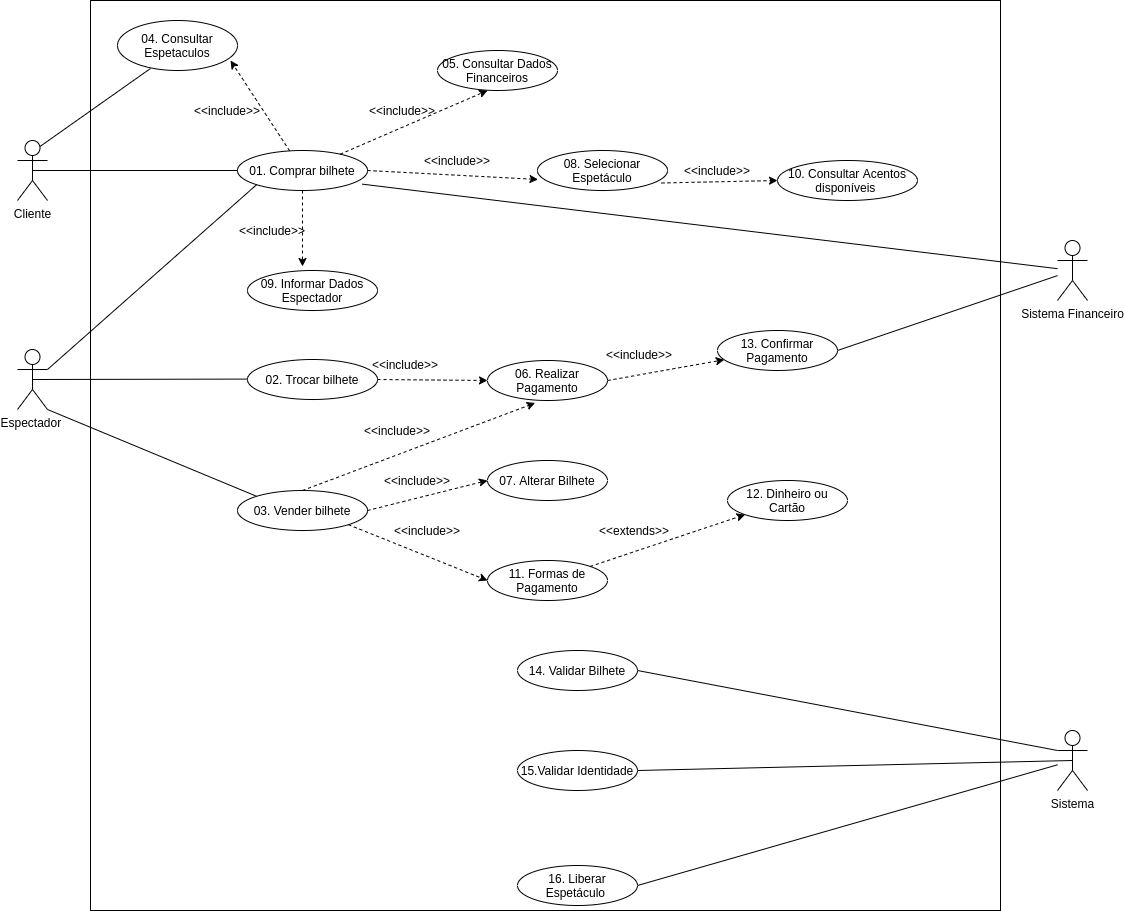 04. Consultar
Espetaculos
05. Consultar Dados
Financeiros
<<include>>
<<include>>
01. Comprar bilhete
<<include>>
08. Selecionar
Espetáculo
<<include>>
10. Consultar Acentos
disponíveis
Cliente
<<include>>
09. Informar Dados
Espectador
Sistema Financeiro
02. Trocar bilhete
<<include>>
06. Realizar
Pagamento
<<include>>
13. Confirmar
Pagamento
Espectador
<<include>>
<<include>>
07. Alterar Bilhete
03. Vender bilhete
<<include>>
11. Formas de
Pagamento
<<extends>>
12. Dinheiro ou
Cartão
14. Validar Bilhete
15.Validar Identidade
Sistema
16. Liberar
Espetáculo